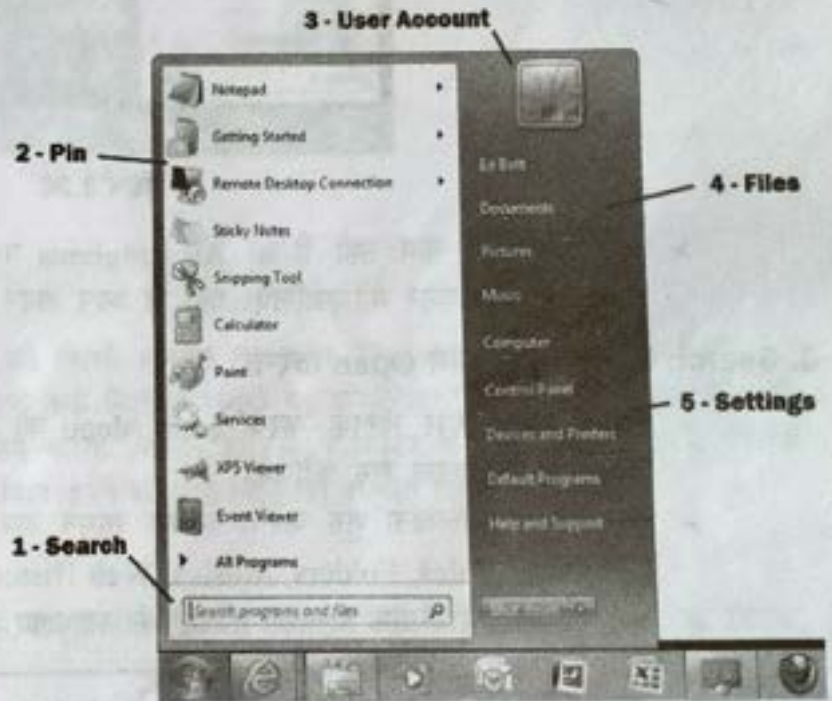 3 - User Account
Notepad
Getting Started
2 - Pin
Remote Desktop Connection
4 - Files
Documents
Sticky Notes
Pictures
Snipping Tool
Music
Calculator
Computer
Paint
Control Panel
5 - Settings
Services
Devices and Printers
XPS Viewer
Default Programs
Event Viewer
Help and Support
1 - Search
All Programs
Search programs and files